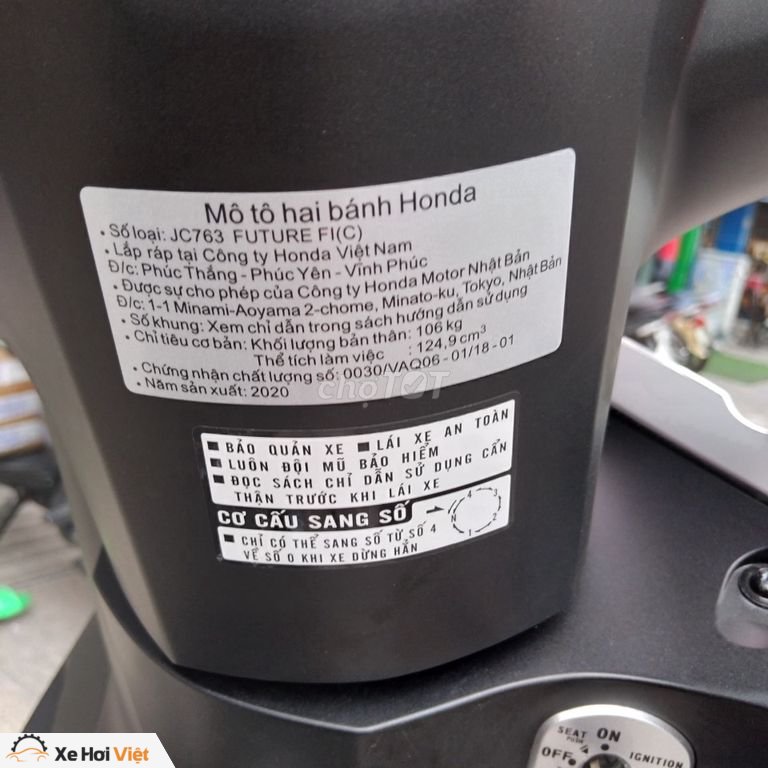 Mô tô hai bánh Honda
• Số loại: JC763 FUTURE FI(C)
• Lắp ráp tại Công ty Honda Việt Nam
Đ/c: Phúc Thắng - Phúc Yên - Vĩnh Phúc
• Được sự cho phép của Công ty Honda Motor Nhật Bản
Đ/c: 1-1 Minami-Aoyama 2-chome, Minato-ku, Tokyo, Nhật Bản
• Số khung: Xem chỉ dẫn trong sách hướng dẫn sử dụng
• Chỉ tiêu cơ bản: Khối lượng bản thân: 106 kg
Thể tích làm việc : 124,9 cm³
• Chứng nhận chất lượng số: 0030/VAQ06 - 01/18 - 01
• Năm sản xuất: 2020
chợTỐT
■ BẢO QUẢN XE ■ LÁI XE AN TOÀN
■ LUÔN ĐỘI MŨ BẢO HIỂM
■ ĐỌC SÁCH CHỈ DẪN SỬ DỤNG CẨN
THẬN TRƯỚC KHI LÁI XE
CƠ CẤU SANG SỐ
N 1 2 3 4
■ CHỈ CÓ THỂ SANG SỐ TỪ SỐ 4
VỀ SỐ 0 KHI XE DỪNG HẲN
SEAT ON
PUSH
OFF IGNITION
Xe Hơi Việt